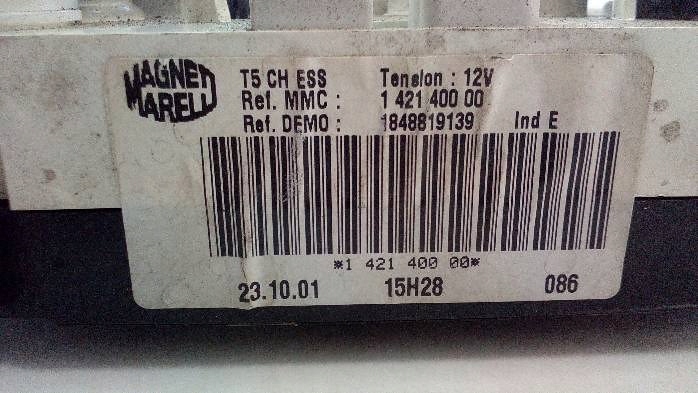 MAGNETI
MARELLI
T5 CH ESS Tension : 12V
Ref. MMC : 1 421 400 00
Ref. DEMO : 1848819139 Ind E
*1 421 400 00*
23.10.01 15H28 086